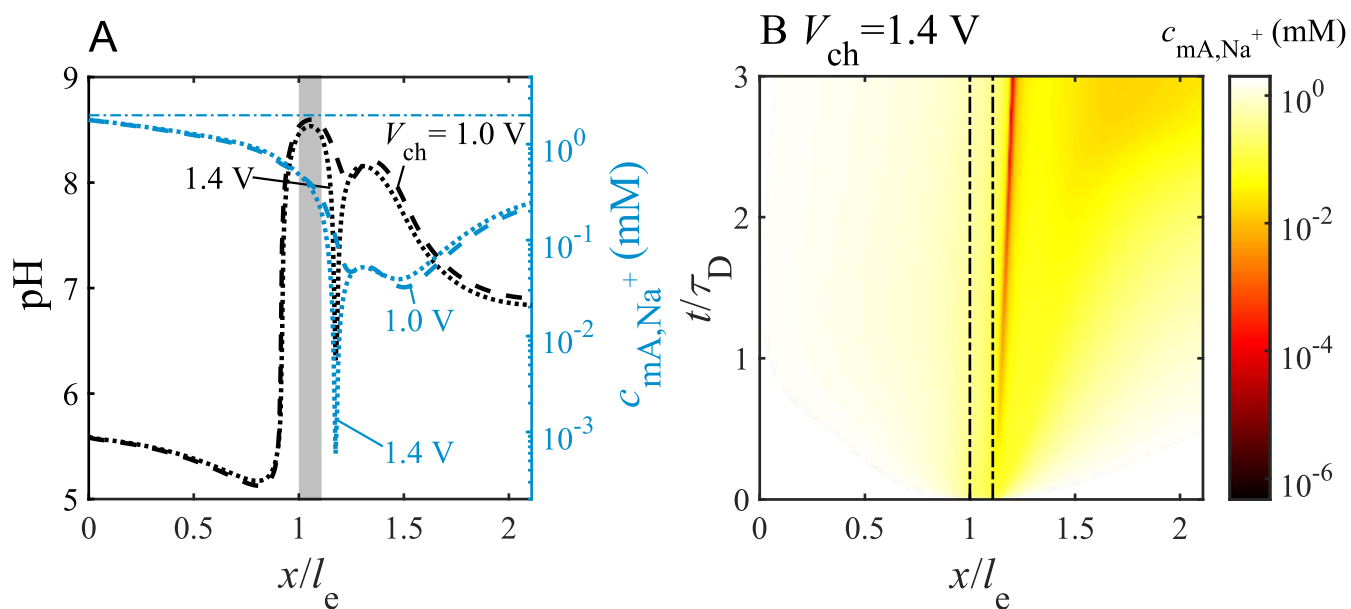 A
9
8
7
6
5
pH
0
0.5
1
1.5
2
x/l_e
V_ch = 1.0 V
1.4 V
1.0 V
1.4 V
10^0
10^-1
10^-2
10^-3
c_mA,Na^+ (mM)
B V_ch=1.4 V
3
2
1
0
t/τ_D
0
0.5
1
1.5
2
x/l_e
c_mA,Na^+ (mM)
10^0
10^-2
10^-4
10^-6